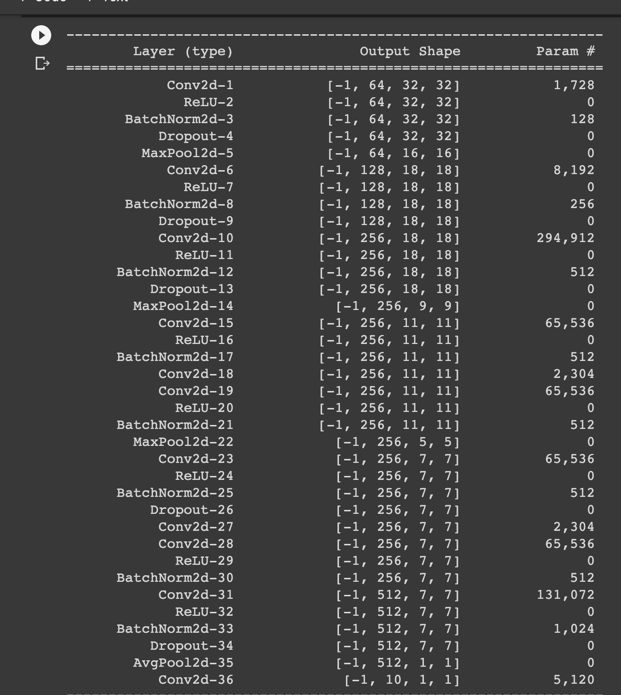 ----------------------------------------------------------------
Layer (type) Output Shape Param #
================================================================
Conv2d-1 [-1, 64, 32, 32] 1,728
ReLU-2 [-1, 64, 32, 32] 0
BatchNorm2d-3 [-1, 64, 32, 32] 128
Dropout-4 [-1, 64, 32, 32] 0
MaxPool2d-5 [-1, 64, 16, 16] 0
Conv2d-6 [-1, 128, 18, 18] 8,192
ReLU-7 [-1, 128, 18, 18] 0
BatchNorm2d-8 [-1, 128, 18, 18] 256
Dropout-9 [-1, 128, 18, 18] 0
Conv2d-10 [-1, 256, 18, 18] 294,912
ReLU-11 [-1, 256, 18, 18] 0
BatchNorm2d-12 [-1, 256, 18, 18] 512
Dropout-13 [-1, 256, 18, 18] 0
MaxPool2d-14 [-1, 256, 9, 9] 0
Conv2d-15 [-1, 256, 11, 11] 65,536
ReLU-16 [-1, 256, 11, 11] 0
BatchNorm2d-17 [-1, 256, 11, 11] 512
Conv2d-18 [-1, 256, 11, 11] 2,304
Conv2d-19 [-1, 256, 11, 11] 65,536
ReLU-20 [-1, 256, 11, 11] 0
BatchNorm2d-21 [-1, 256, 11, 11] 512
MaxPool2d-22 [-1, 256, 5, 5] 0
Conv2d-23 [-1, 256, 7, 7] 65,536
ReLU-24 [-1, 256, 7, 7] 0
BatchNorm2d-25 [-1, 256, 7, 7] 512
Dropout-26 [-1, 256, 7, 7] 0
Conv2d-27 [-1, 256, 7, 7] 2,304
Conv2d-28 [-1, 256, 7, 7] 65,536
ReLU-29 [-1, 256, 7, 7] 0
BatchNorm2d-30 [-1, 256, 7, 7] 512
Conv2d-31 [-1, 512, 7, 7] 131,072
ReLU-32 [-1, 512, 7, 7] 0
BatchNorm2d-33 [-1, 512, 7, 7] 1,024
Dropout-34 [-1, 512, 7, 7] 0
AvgPool2d-35 [-1, 512, 1, 1] 0
Conv2d-36 [-1, 10, 1, 1] 5,120